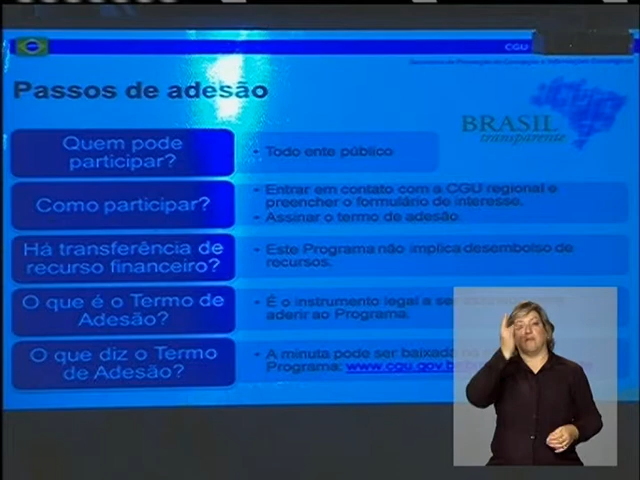 CGU
Passos de adesão
BRASIL
transparente
Quem pode
participar?
• Todo ente público
Como participar?
• Entrar em contato com a CGU regional e
preencher o formulário de interesse.
• Assinar o termo de adesão.
Há transferência de
recurso financeiro?
• Este Programa não implica desembolso de
recursos.
O que é o Termo de
Adesão?
• É o instrumento legal a ser
aderir ao Programa.
O que diz o Termo
de Adesão?
• A minuta pode ser baixada
Programa: www.cgu.gov.br